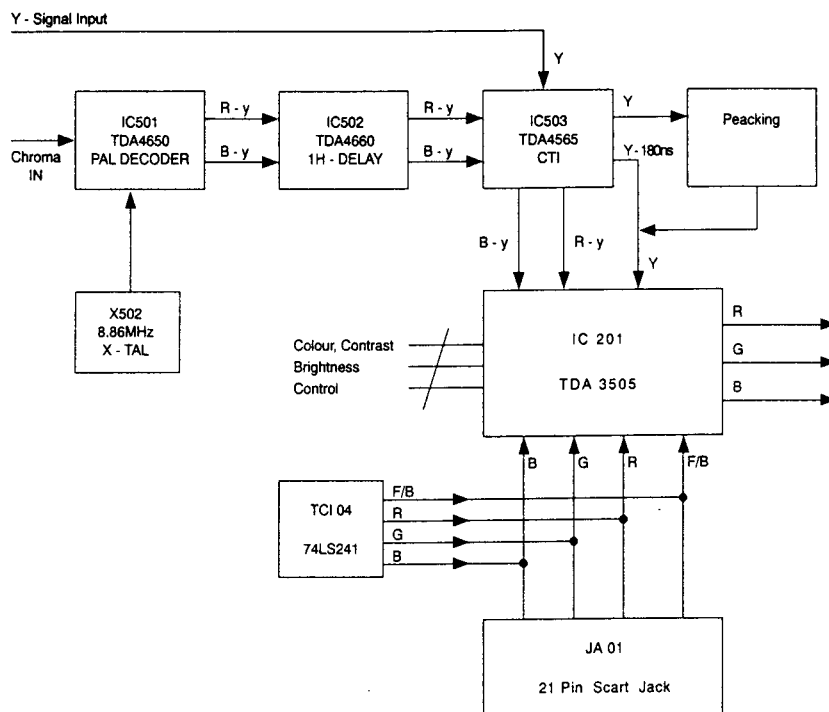 Y - Signal Input
Y
IC501
TDA4650
PAL DECODER
R - y
B - y
IC502
TDA4660
1H - DELAY
R - y
B - y
IC503
TDA4565
CTI
Y
Y - 180ns
Peacking
Chroma
IN
B - y
R - y
Y
X502
8.86MHz
X - TAL
Colour, Contrast
Brightness
Control
IC 201
TDA 3505
R
G
B
B
G
R
F/B
TCI 04
74LS241
F/B
R
G
B
JA 01
21 Pin Scart Jack